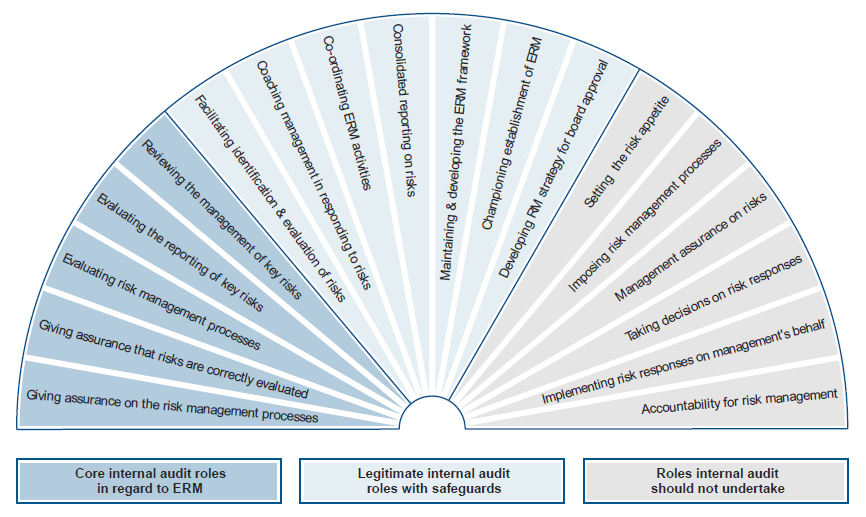 Giving assurance on the risk management processes
Giving assurance that risks are correctly evaluated
Evaluating risk management processes
Evaluating the reporting of key risks
Reviewing the management of key risks
Facilitating identification & evaluation of risks
Coaching management in responding to risks
Co-ordinating ERM activities
Consolidated reporting on risks
Maintaining & developing the ERM framework
Championing establishment of ERM
Developing RM strategy for board approval
Setting the risk appetite
Imposing risk management processes
Management assurance on risks
Taking decisions on risk responses
Implementing risk responses on management's behalf
Accountability for risk management
Core internal audit roles
in regard to ERM
Legitimate internal audit
roles with safeguards
Roles internal audit
should not undertake